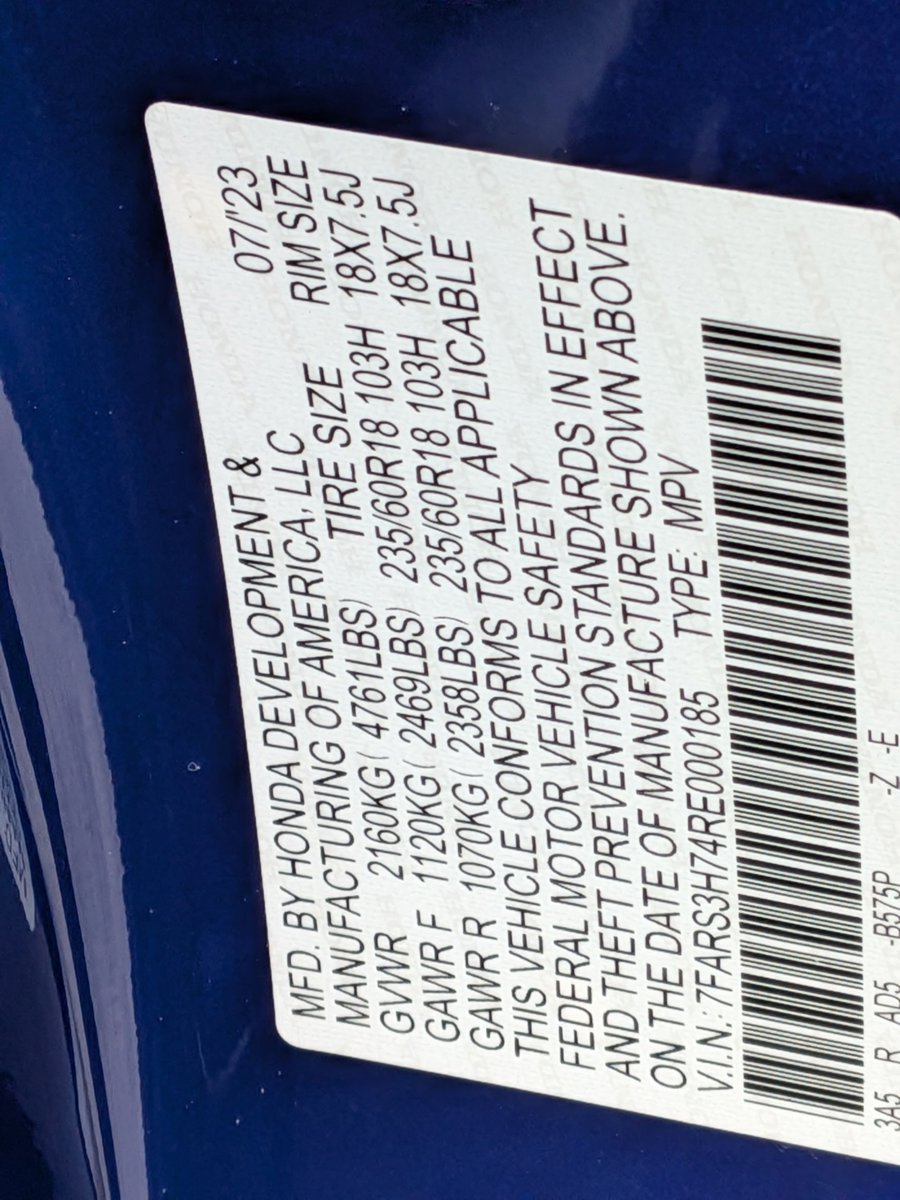 MFD. BY HONDA DEVELOPMENT & 07/'23
MANUFACTURING OF AMERICA, LLC
TIRE SIZE RIM SIZE
GVWR 2160KG( 4761LBS) 235/60R18 103H 18X7.5J
GAWR F 1120KG( 2469LBS) 235/60R18 103H 18X7.5J
GAWR R 1070KG( 2358LBS)
THIS VEHICLE CONFORMS TO ALL APPLICABLE
FEDERAL MOTOR VEHICLE SAFETY
AND THEFT PREVENTION STANDARDS IN EFFECT
ON THE DATE OF MANUFACTURE SHOWN ABOVE.
V.I.N.: 7FARS3H74RE000185 TYPE: MPV
3A5 R AD5 -B575P -Z -E